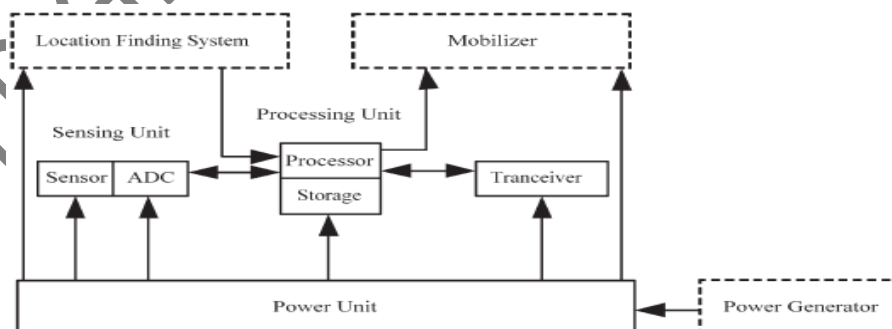 Location Finding System
Mobilizer
Processing Unit
Sensing Unit
Processor
Sensor
ADC
Tranceiver
Storage
Power Unit
Power Generator